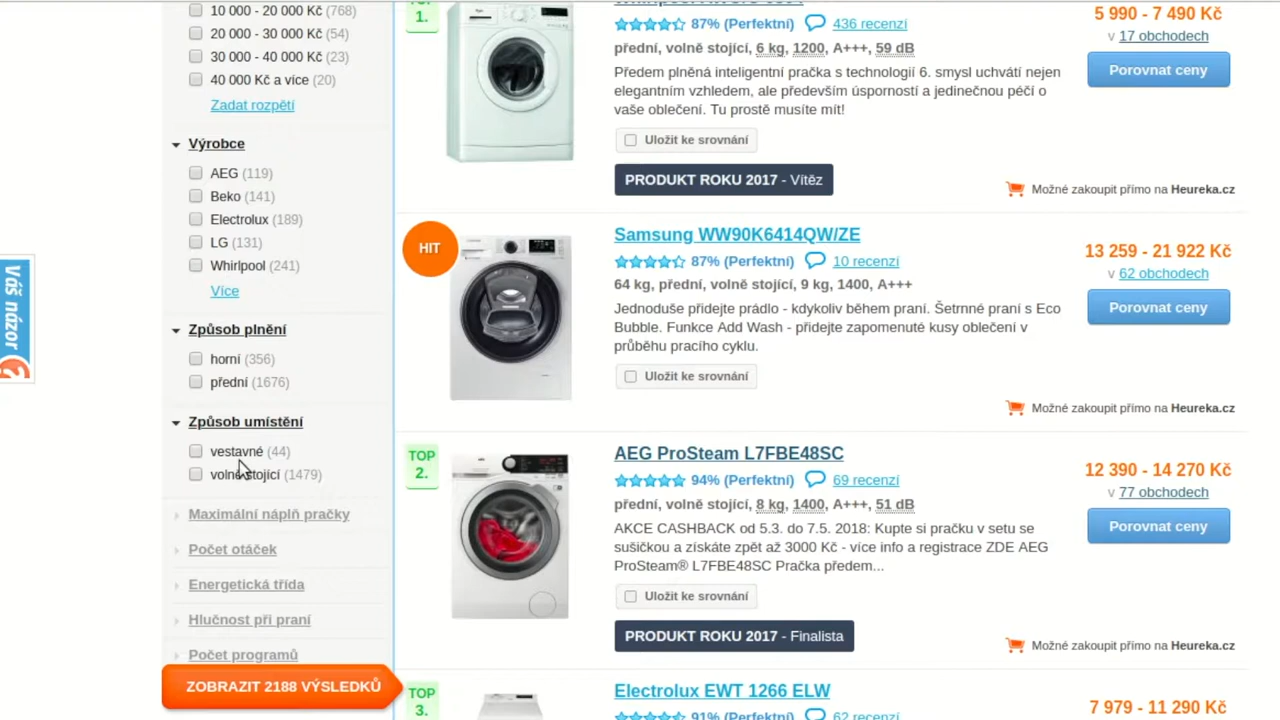 10 000 - 20 000 Kč (768)
20 000 - 30 000 Kč (54)
30 000 - 40 000 Kč (23)
40 000 Kč a více (20)
Zadat rozpětí
Výrobce
AEG (119)
Beko (141)
Electrolux (189)
LG (131)
Whirlpool (241)
Více
Způsob plnění
horní (356)
přední (1676)
Způsob umístění
vestavné (44)
volně stojící (1479)
Maximální náplň pračky
Počet otáček
Energetická třída
Hlučnost při praní
Počet programů
ZOBRAZIT 2188 VÝSLEDKŮ
Váš názor
TOP
1.
87% (Perfektní) 436 recenzí
přední, volně stojící, 6 kg, 1200, A+++, 59 dB
Předem plněná inteligentní pračka s technologií 6. smysl uchvátí nejen
elegantním vzhledem, ale především úsporností a jedinečnou péčí o
vaše oblečení. Tu prostě musíte mít!
Uložit ke srovnání
PRODUKT ROKU 2017 - Vítěz
5 990 - 7 490 Kč
v 17 obchodech
Porovnat ceny
Možné zakoupit přímo na Heureka.cz
HIT
Samsung WW90K6414QW/ZE
87% (Perfektní) 10 recenzí
64 kg, přední, volně stojící, 9 kg, 1400, A+++
Jednoduše přidejte prádlo - kdykoliv během praní. Šetrnné praní s Eco
Bubble. Funkce Add Wash - přidejte zapomenuté kusy oblečení v
průběhu pracího cyklu.
Uložit ke srovnání
13 259 - 21 922 Kč
v 62 obchodech
Porovnat ceny
Možné zakoupit přímo na Heureka.cz
TOP
2.
AEG ProSteam L7FBE48SC
94% (Perfektní) 69 recenzí
přední, volně stojící, 8 kg, 1400, A+++, 51 dB
AKCE CASHBACK od 5.3. do 7.5. 2018: Kupte si pračku v setu se
sušičkou a získáte zpět až 3000 Kč - více info a registrace ZDE AEG
ProSteam® L7FBE48SC Pračka předem...
Uložit ke srovnání
PRODUKT ROKU 2017 - Finalista
12 390 - 14 270 Kč
v 77 obchodech
Porovnat ceny
Možné zakoupit přímo na Heureka.cz
TOP
3.
Electrolux EWT 1266 ELW
91% (Perfektní) 62 recenzí
7 979 - 11 290 Kč